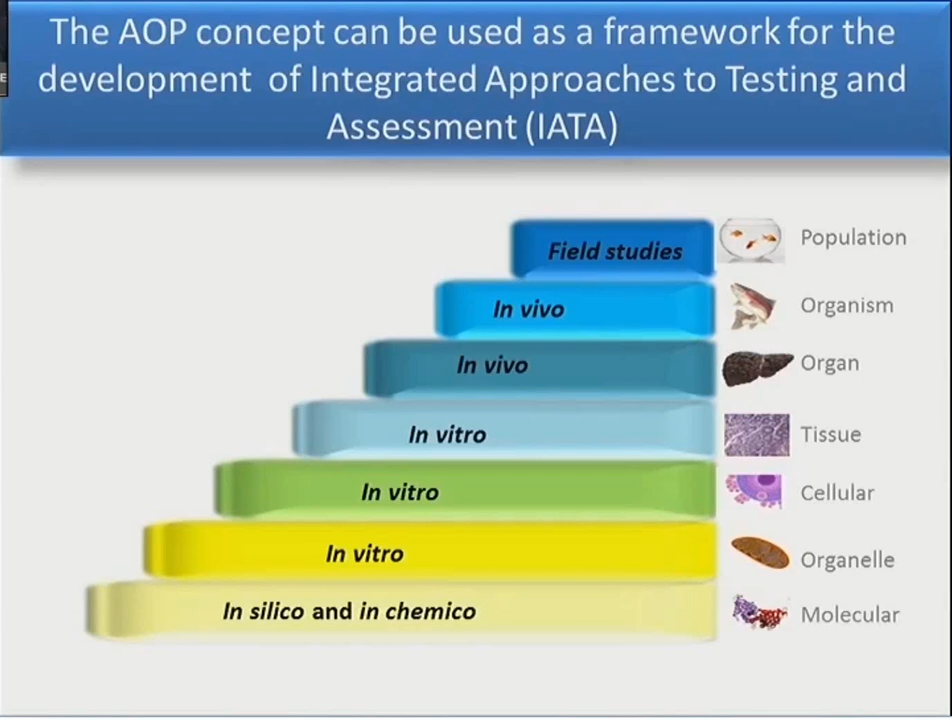 The AOP concept can be used as a framework for the
development of Integrated Approaches to Testing and
Assessment (IATA)
Field studies
Population
In vivo
Organism
In vivo
Organ
In vitro
Tissue
In vitro
Cellular
In vitro
Organelle
In silico and in chemico
Molecular